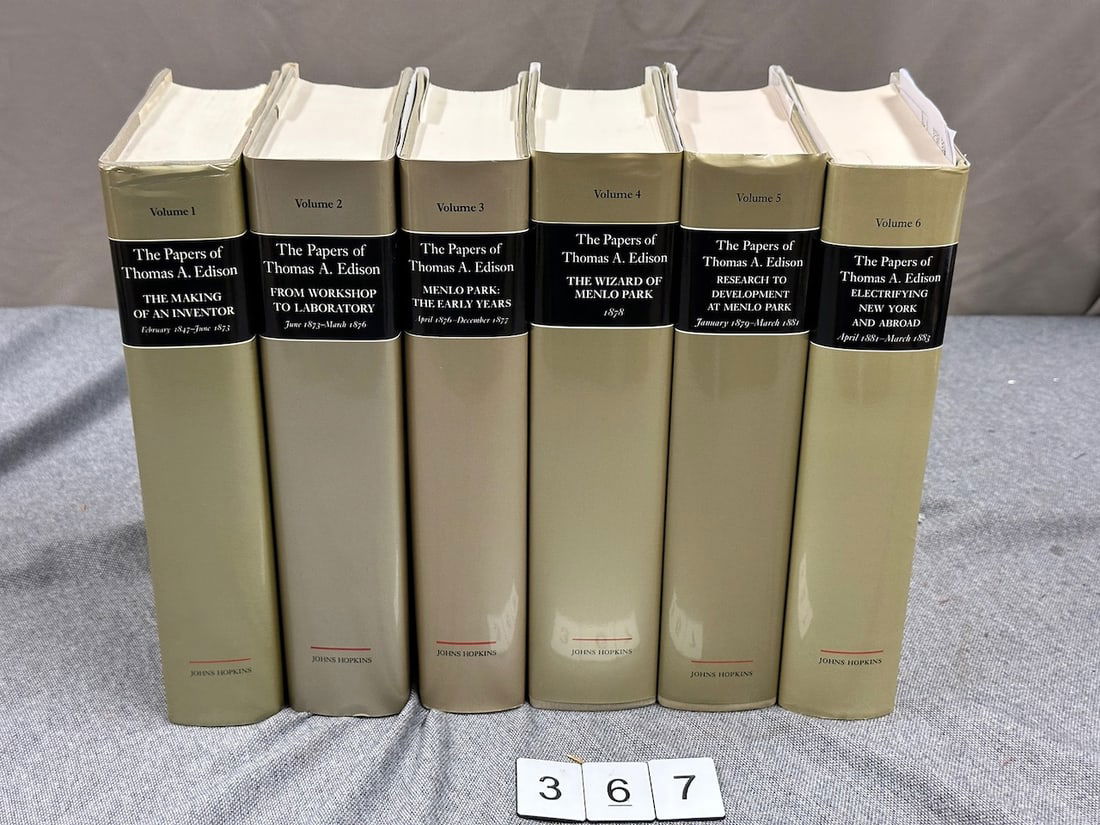 Volume 1
The Papers of
Thomas A. Edison
THE MAKING
OF AN INVENTOR
February 1847–June 1873
JOHNS HOPKINS
Volume 2
The Papers of
Thomas A. Edison
FROM WORKSHOP
TO LABORATORY
June 1873–March 1876
JOHNS HOPKINS
Volume 3
The Papers of
Thomas A. Edison
MENLO PARK:
THE EARLY YEARS
April 1876–December 1877
JOHNS HOPKINS
Volume 4
The Papers of
Thomas A. Edison
THE WIZARD OF
MENLO PARK
1878
JOHNS HOPKINS
Volume 5
The Papers of
Thomas A. Edison
RESEARCH TO
DEVELOPMENT
AT MENLO PARK
January 1879–March 1881
JOHNS HOPKINS
Volume 6
The Papers of
Thomas A. Edison
ELECTRIFYING
NEW YORK
AND ABROAD
April 1881–March 1883
JOHNS HOPKINS
3 6 7